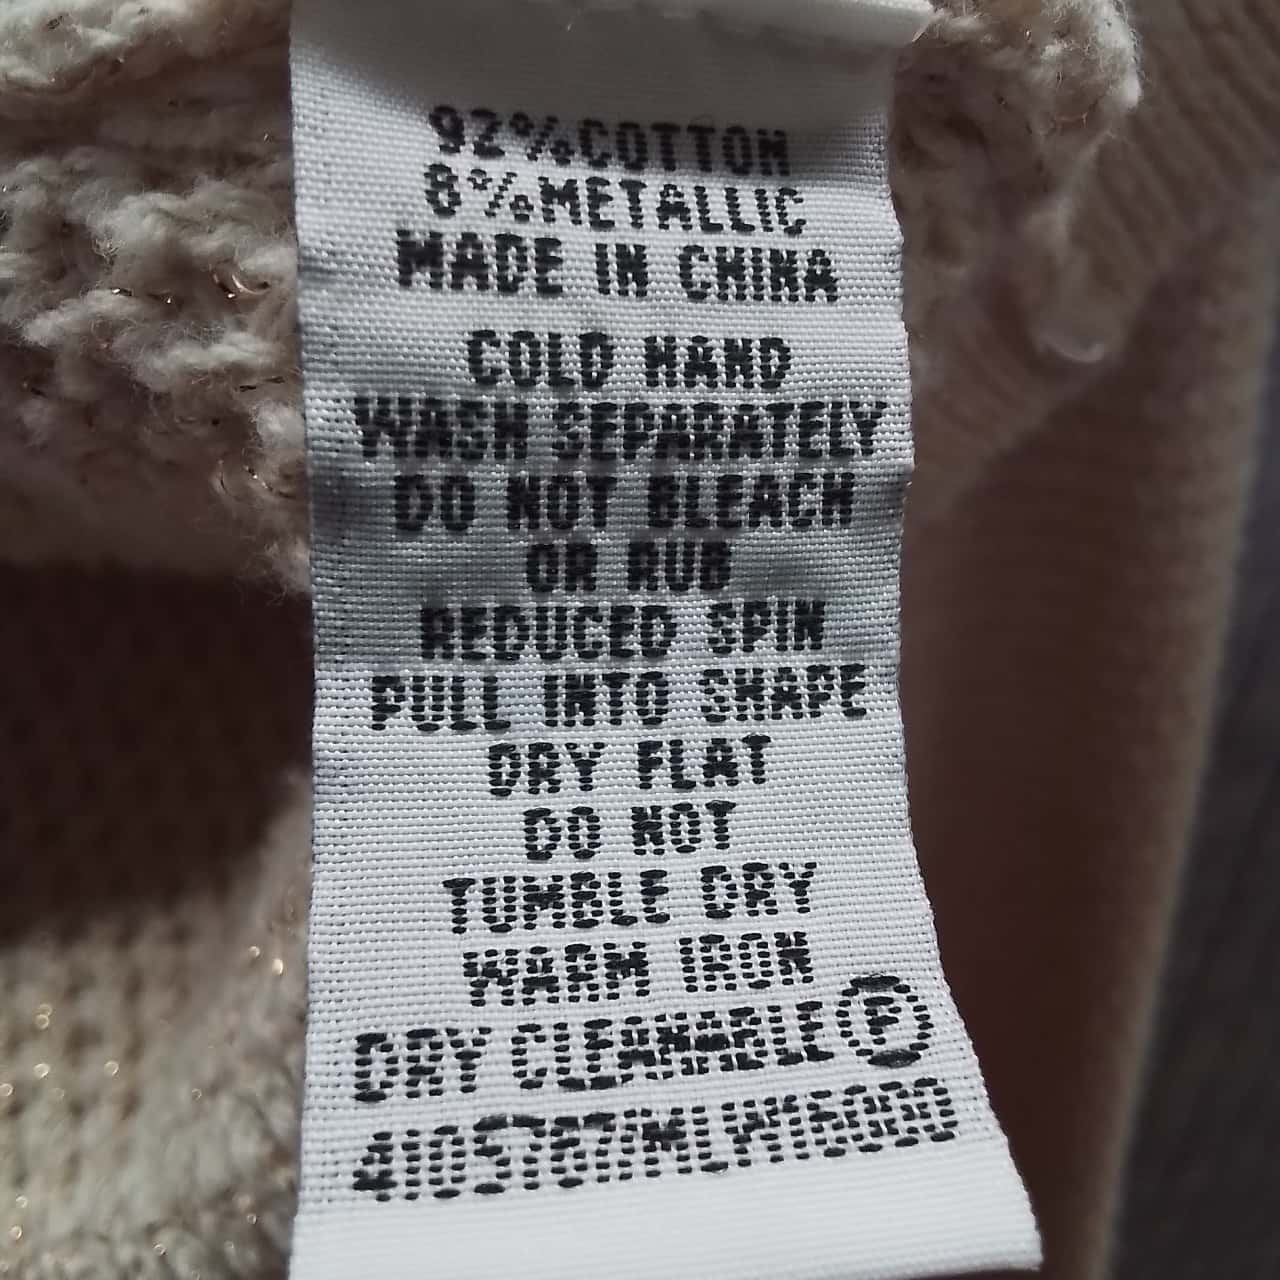 92%COTTON
8%METALLIC
MADE IN CHINA
COLD HAND
WASH SEPARATELY
DO NOT BLEACH
OR RUB
REDUCED SPIN
PULL INTO SHAPE
DRY FLAT
DO NOT
TUMBLE DRY
WARM IRON
DRY CLEANABLE Ⓟ